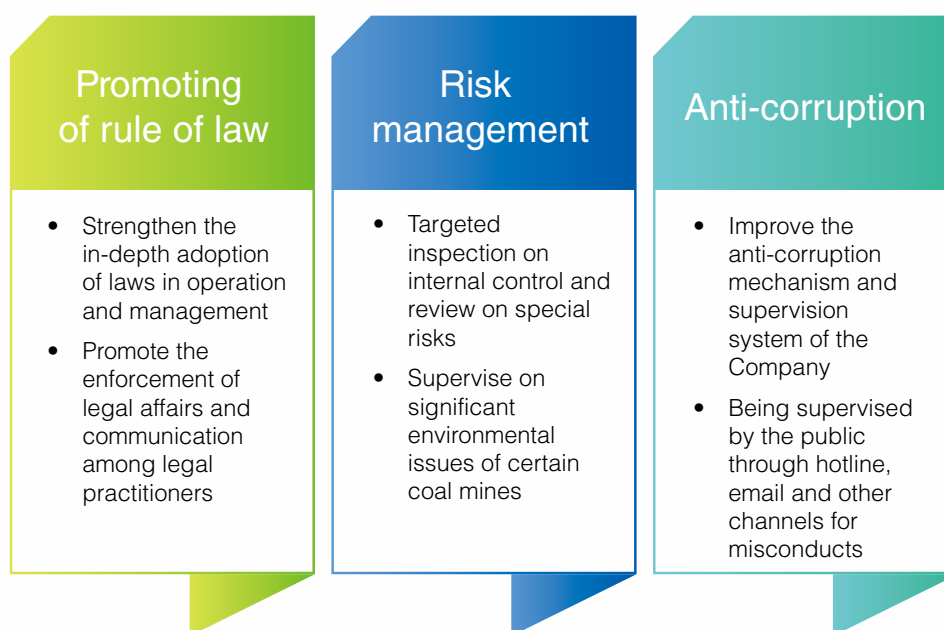 Promoting
of rule of law
• Strengthen the
in-depth adoption
of laws in operation
and management
• Promote the
enforcement of
legal affairs and
communication
among legal
practitioners
Risk
management
• Targeted
inspection on
internal control and
review on special
risks
• Supervise on
significant
environmental
issues of certain
coal mines
Anti-corruption
• Improve the
anti-corruption
mechanism and
supervision
system of the
Company
• Being supervised
by the public
through hotline,
email and other
channels for
misconducts